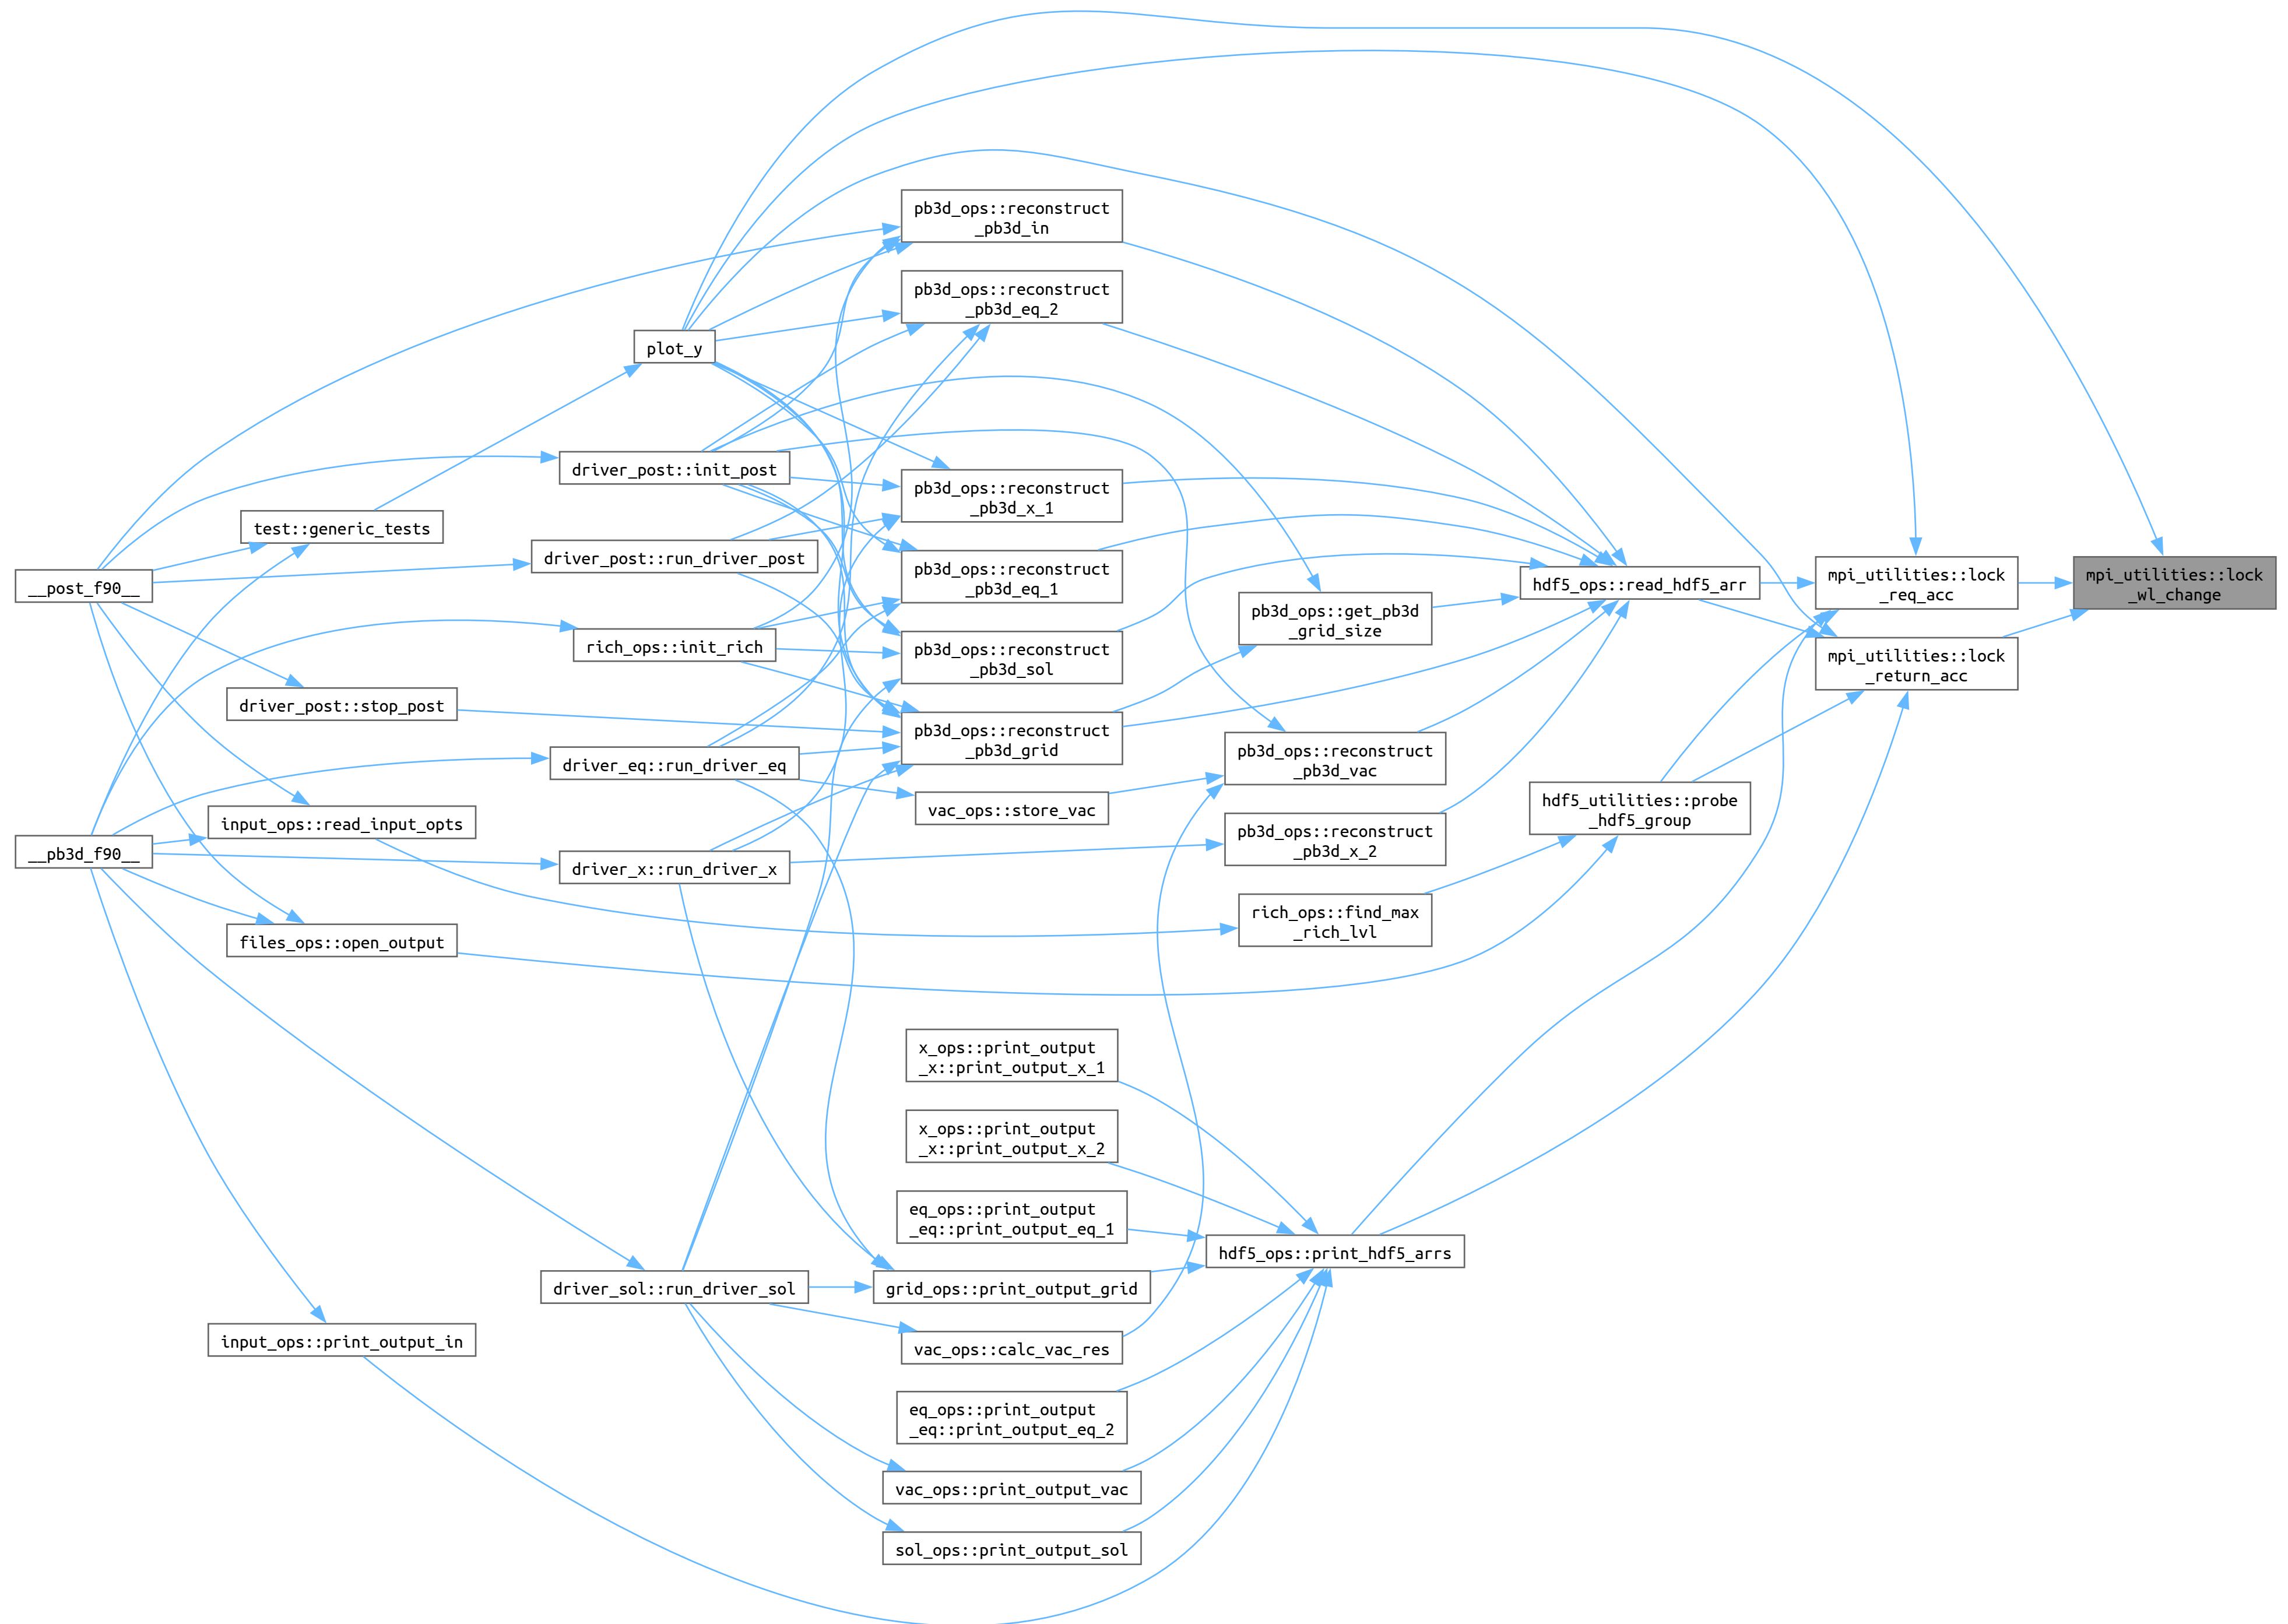 pb3d_ops::reconstruct
_pb3d_in
pb3d_ops::reconstruct
_pb3d_eq_2
plot_y
driver_post::init_post
pb3d_ops::reconstruct
_pb3d_x_1
test::generic_tests
driver_post::run_driver_post
pb3d_ops::reconstruct
_pb3d_eq_1
hdf5_ops::read_hdf5_arr
mpi_utilities::lock
_req_acc
mpi_utilities::lock
_wl_change
__post_f90__
pb3d_ops::get_pb3d
_grid_size
rich_ops::init_rich
pb3d_ops::reconstruct
_pb3d_sol
mpi_utilities::lock
_return_acc
driver_post::stop_post
pb3d_ops::reconstruct
_pb3d_grid
pb3d_ops::reconstruct
_pb3d_vac
driver_eq::run_driver_eq
vac_ops::store_vac
hdf5_utilities::probe
_hdf5_group
input_ops::read_input_opts
pb3d_ops::reconstruct
_pb3d_x_2
__pb3d_f90__
driver_x::run_driver_x
rich_ops::find_max
_rich_lvl
files_ops::open_output
x_ops::print_output
_x::print_output_x_1
x_ops::print_output
_x::print_output_x_2
eq_ops::print_output
_eq::print_output_eq_1
hdf5_ops::print_hdf5_arrs
driver_sol::run_driver_sol
grid_ops::print_output_grid
input_ops::print_output_in
vac_ops::calc_vac_res
eq_ops::print_output
_eq::print_output_eq_2
vac_ops::print_output_vac
sol_ops::print_output_sol